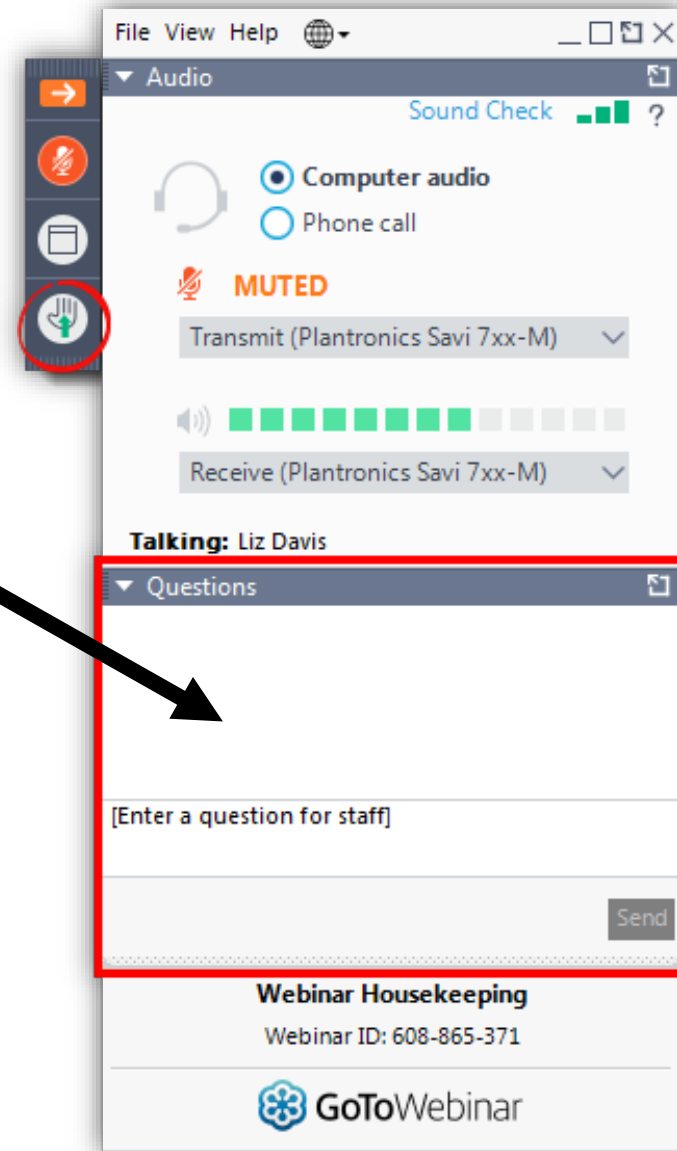 File View Help
Audio
Sound Check ?
Computer audio
Phone call
MUTED
Transmit (Plantronics Savi 7xx-M)
Receive (Plantronics Savi 7xx-M)
Talking: Liz Davis
Questions
[Enter a question for staff]
Send
Webinar Housekeeping
Webinar ID: 608-865-371
GoToWebinar